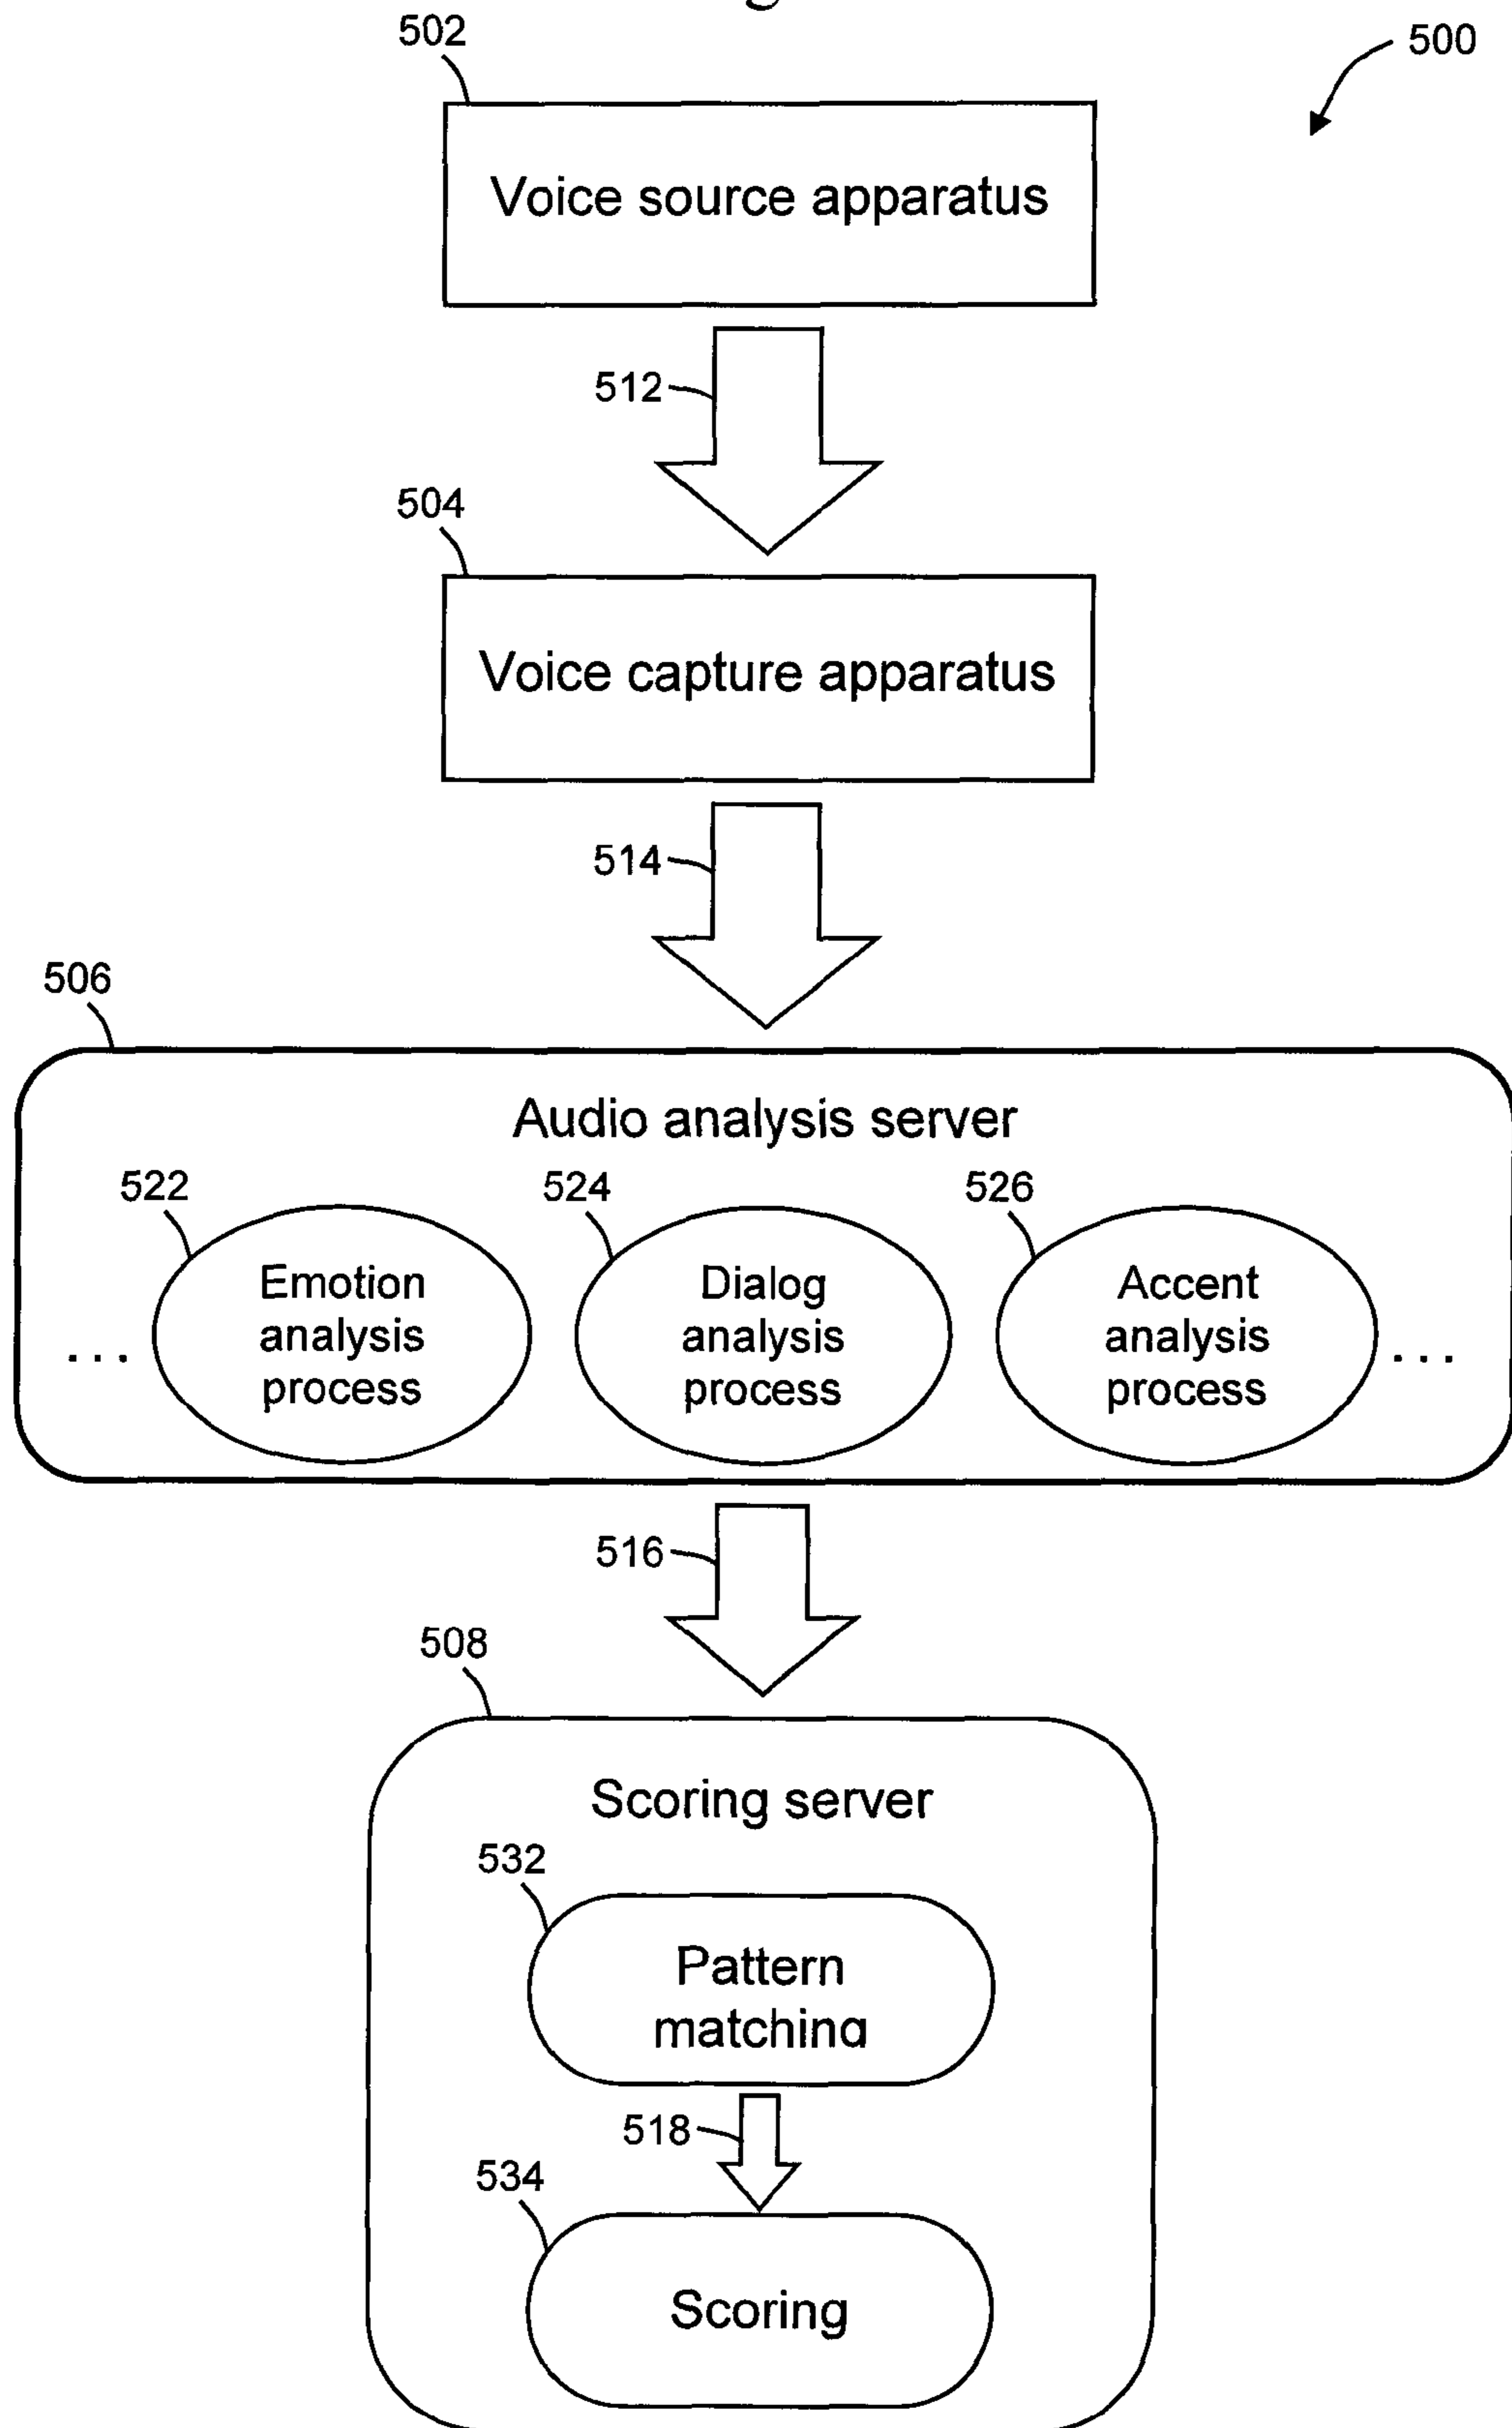 502
500
Voice source apparatus
512
504
Voice capture apparatus
514
506
Audio analysis server
522
524
526
Emotion
analysis
process
Dialog
analysis
process
Accent
analysis
process
...
...
516
508
Scoring server
532
Pattern
matching
518
534
Scoring